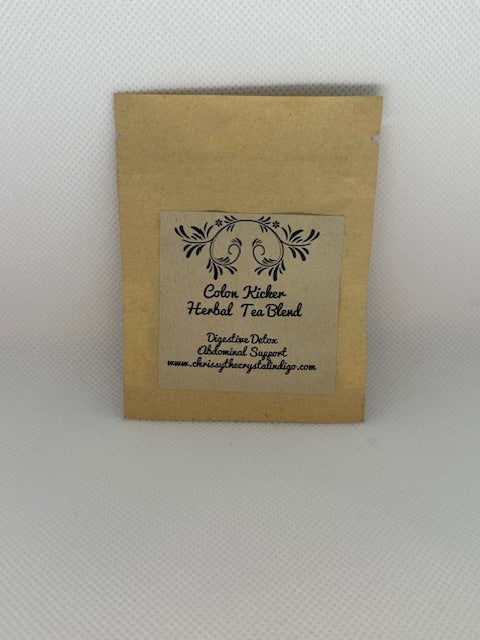 Colon Kicker
Herbal Tea Blend
Digestive Detox
Abdominal Support
www.chrissythecrystalindigo.com